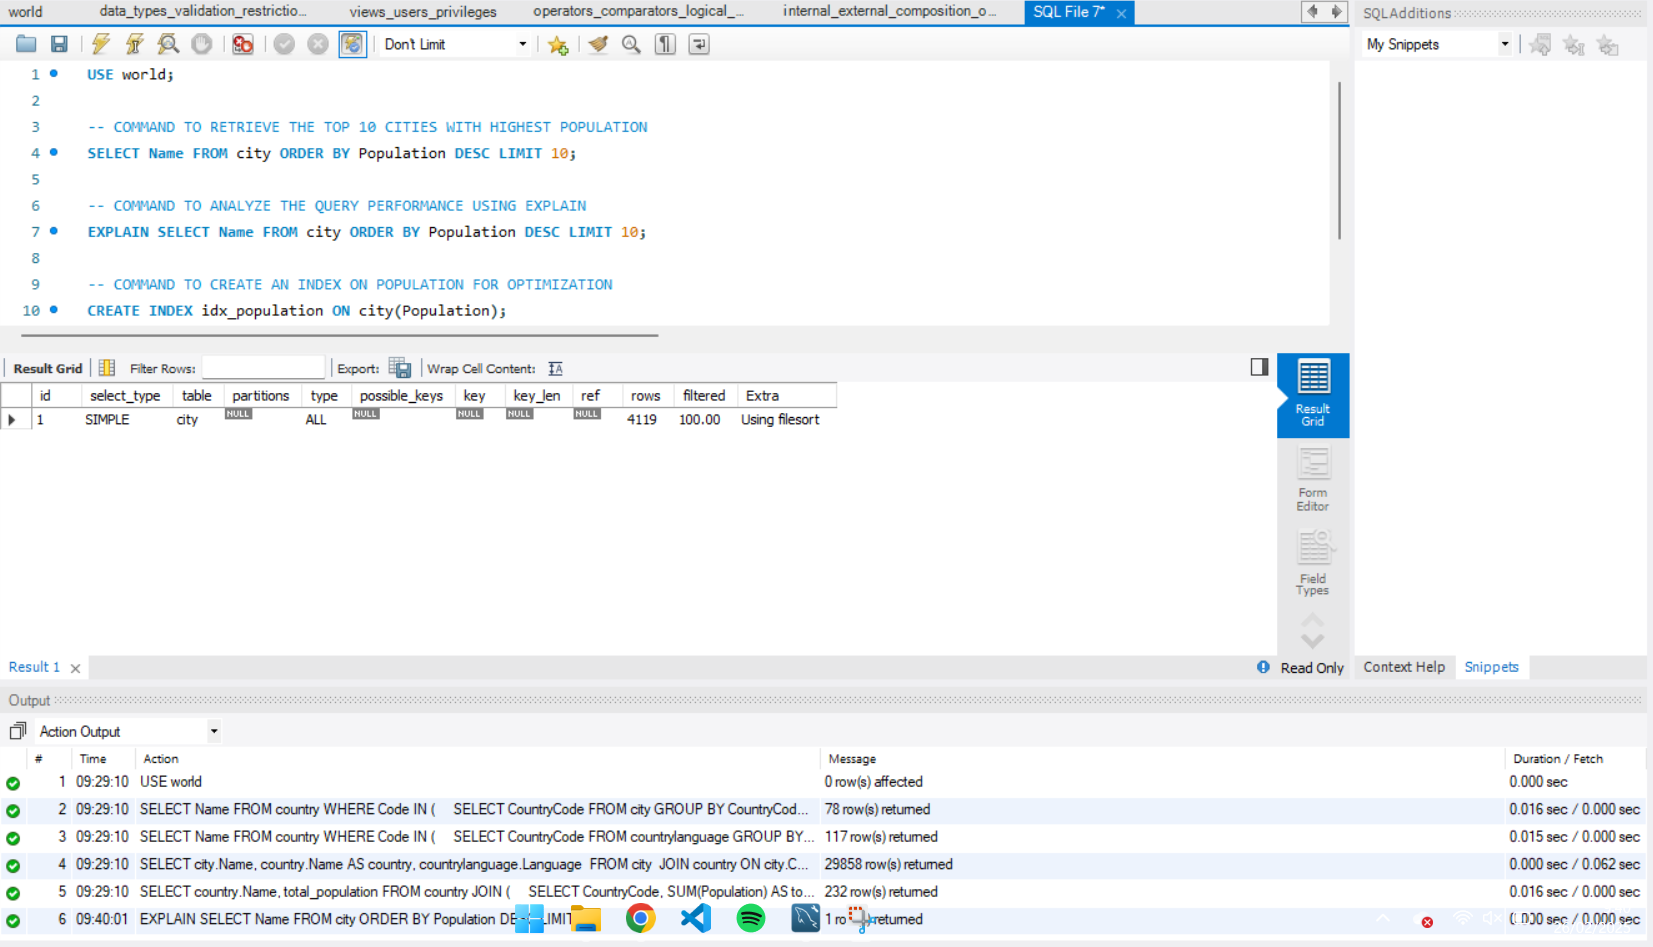 world data_types_validation_restrictio... views_users_privileges operators_comparators_logical_... internal_external_composition_o... SQL File 7* SQLAdditions
Don't Limit My Snippets
1 USE world;
2
3 -- COMMAND TO RETRIEVE THE TOP 10 CITIES WITH HIGHEST POPULATION
4 SELECT Name FROM city ORDER BY Population DESC LIMIT 10;
5
6 -- COMMAND TO ANALYZE THE QUERY PERFORMANCE USING EXPLAIN
7 EXPLAIN SELECT Name FROM city ORDER BY Population DESC LIMIT 10;
8
9 -- COMMAND TO CREATE AN INDEX ON POPULATION FOR OPTIMIZATION
10 CREATE INDEX idx_population ON city(Population);
Result Grid Filter Rows: Export: Wrap Cell Content: IA
id select_type table partitions type possible_keys key key_len ref rows filtered Extra
1 SIMPLE city NULL ALL NULL NULL NULL NULL 4119 100.00 Using filesort
Result Grid
Form Editor
Field Types
Result 1 Read Only Context Help Snippets
Output
Action Output
# Time Action Message Duration / Fetch
1 09:29:10 USE world 0 row(s) affected 0.000 sec
2 09:29:10 SELECT Name FROM country WHERE Code IN ( SELECT CountryCode FROM city GROUP BY CountryCod... 78 row(s) returned 0.016 sec / 0.000 sec
3 09:29:10 SELECT Name FROM country WHERE Code IN ( SELECT CountryCode FROM countrylanguage GROUP BY... 117 row(s) returned 0.015 sec / 0.000 sec
4 09:29:10 SELECT city.Name, country.Name AS country, countrylanguage.Language FROM city JOIN country ON city.C... 29858 row(s) returned 0.000 sec / 0.062 sec
5 09:29:10 SELECT country.Name, total_population FROM country JOIN ( SELECT CountryCode, SUM(Population) AS to... 232 row(s) returned 0.016 sec / 0.000 sec
6 09:40:01 EXPLAIN SELECT Name FROM city ORDER BY Population LIMIT 1 returned 0.000 sec / 0.000 sec